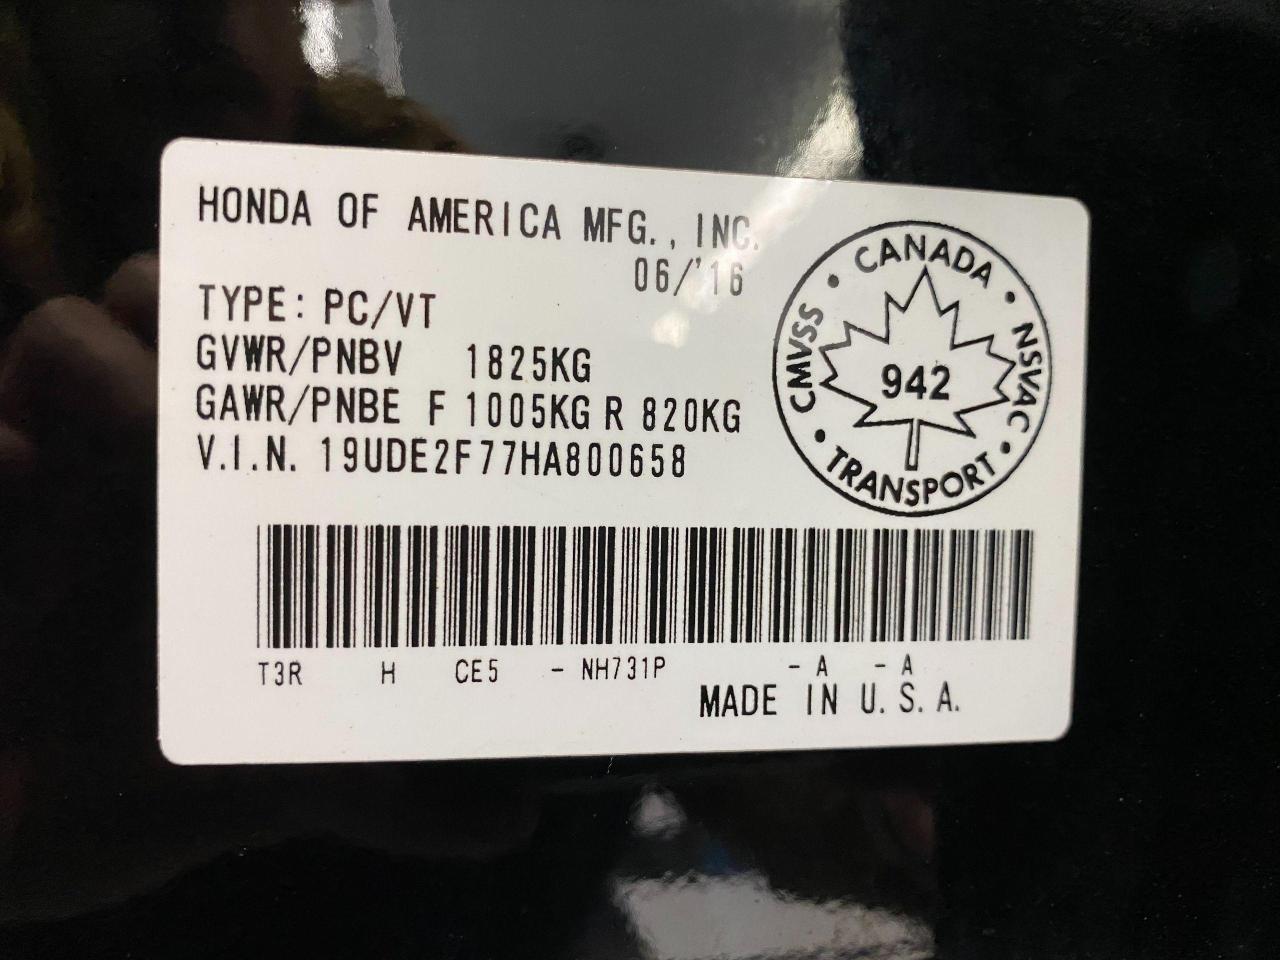 HONDA OF AMERICA MFG., INC.
06/'16
TYPE: PC/VT
GVWR/PNBV 1825KG
GAWR/PNBE F 1005KG R 820KG
V.I.N. 19UDE2F77HA800658
CANADA
CMVSS
NSVAC
942
TRANSPORT
T3R H CE5 - NH731P - A - A
MADE IN U.S.A.